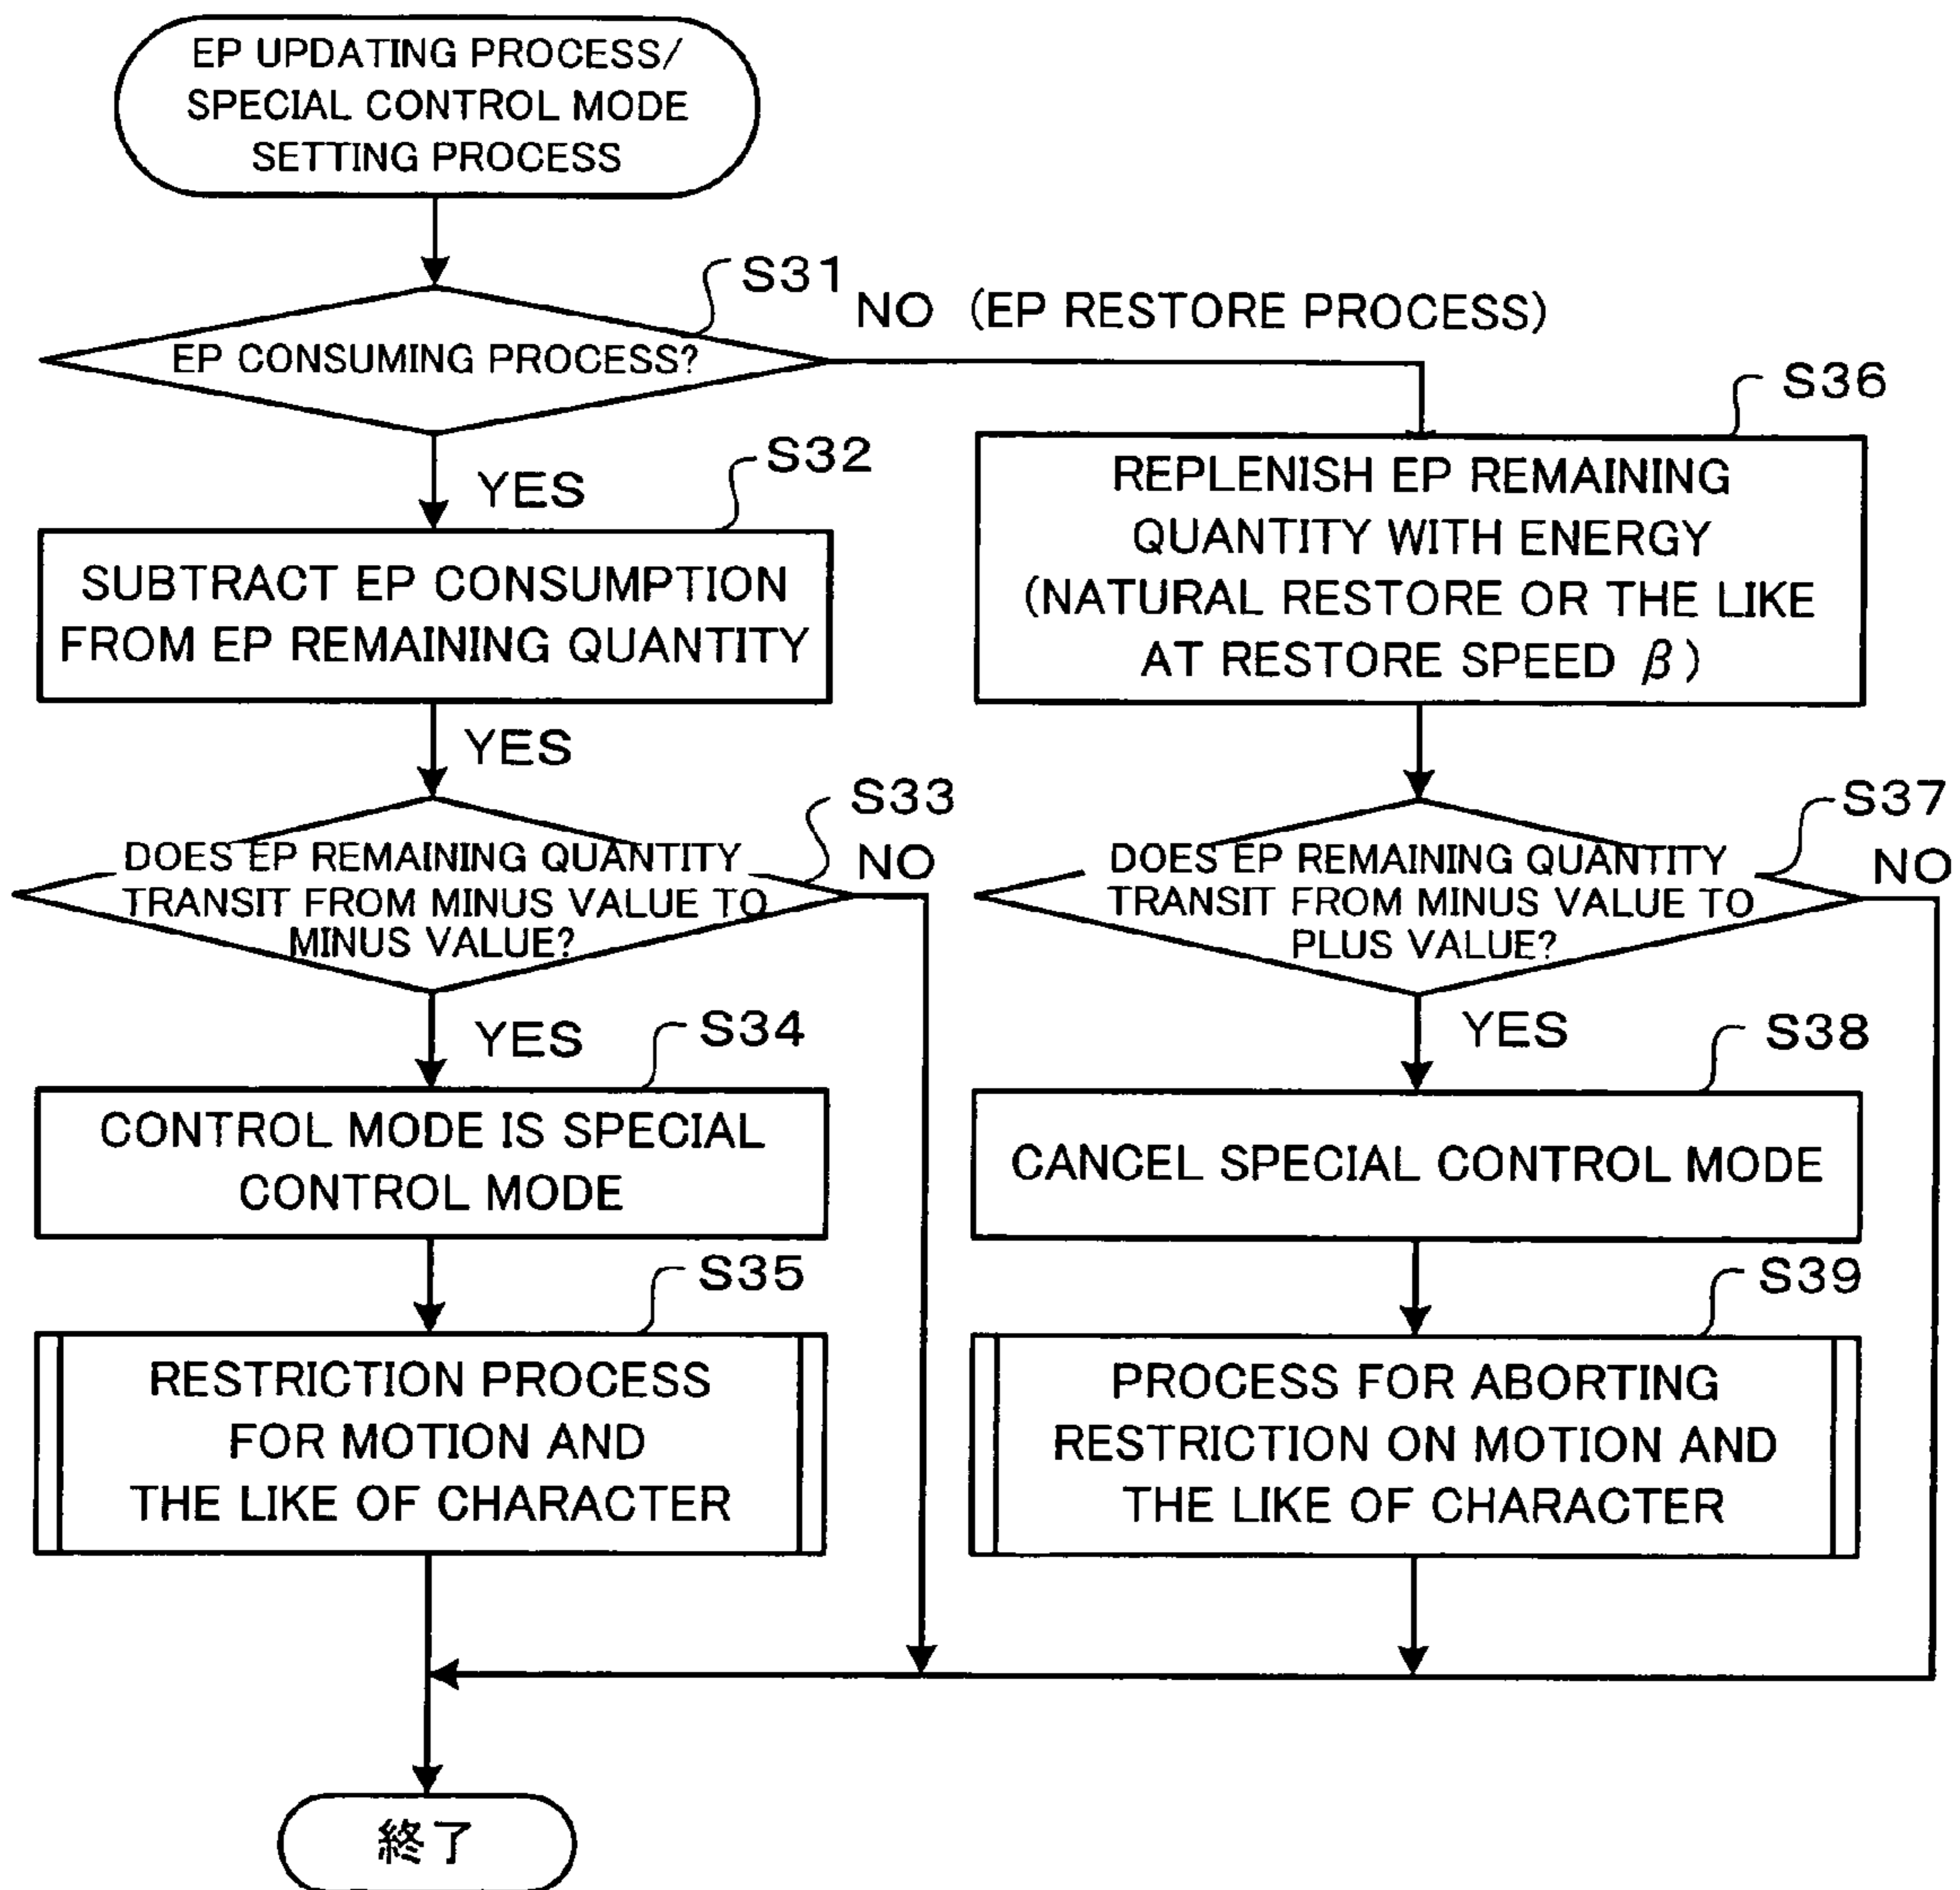 EP UPDATING PROCESS/
SPECIAL CONTROL MODE
SETTING PROCESS
S31
NO (EP RESTORE PROCESS)
EP CONSUMING PROCESS?
YES
S32
SUBTRACT EP CONSUMPTION
FROM EP REMAINING QUANTITY
YES
S33
NO
DOES EP REMAINING QUANTITY
TRANSIT FROM MINUS VALUE TO
MINUS VALUE?
YES
S34
CONTROL MODE IS SPECIAL
CONTROL MODE
S35
RESTRICTION PROCESS
FOR MOTION AND
THE LIKE OF CHARACTER
S36
REPLENISH EP REMAINING
QUANTITY WITH ENERGY
(NATURAL RESTORE OR THE LIKE
AT RESTORE SPEED β)
S37
NO
DOES EP REMAINING QUANTITY
TRANSIT FROM MINUS VALUE TO
PLUS VALUE?
YES
S38
CANCEL SPECIAL CONTROL MODE
S39
PROCESS FOR ABORTING
RESTRICTION ON MOTION AND
THE LIKE OF CHARACTER
終了